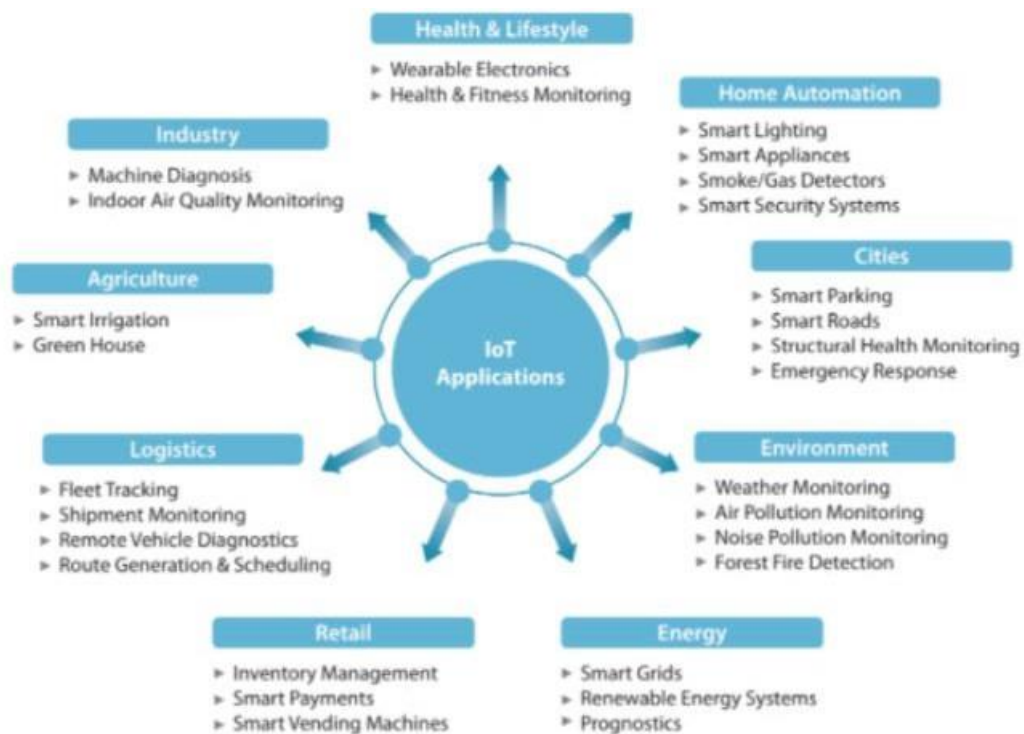 Health & Lifestyle
Wearable Electronics
Health & Fitness Monitoring
Home Automation
Smart Lighting
Smart Appliances
Smoke/Gas Detectors
Smart Security Systems
Industry
Machine Diagnosis
Indoor Air Quality Monitoring
Cities
Smart Parking
Smart Roads
Structural Health Monitoring
Emergency Response
Agriculture
Smart Irrigation
Green House
IoT
Applications
Environment
Weather Monitoring
Air Pollution Monitoring
Noise Pollution Monitoring
Forest Fire Detection
Logistics
Fleet Tracking
Shipment Monitoring
Remote Vehicle Diagnostics
Route Generation & Scheduling
Retail
Inventory Management
Smart Payments
Smart Vending Machines
Energy
Smart Grids
Renewable Energy Systems
Prognostics